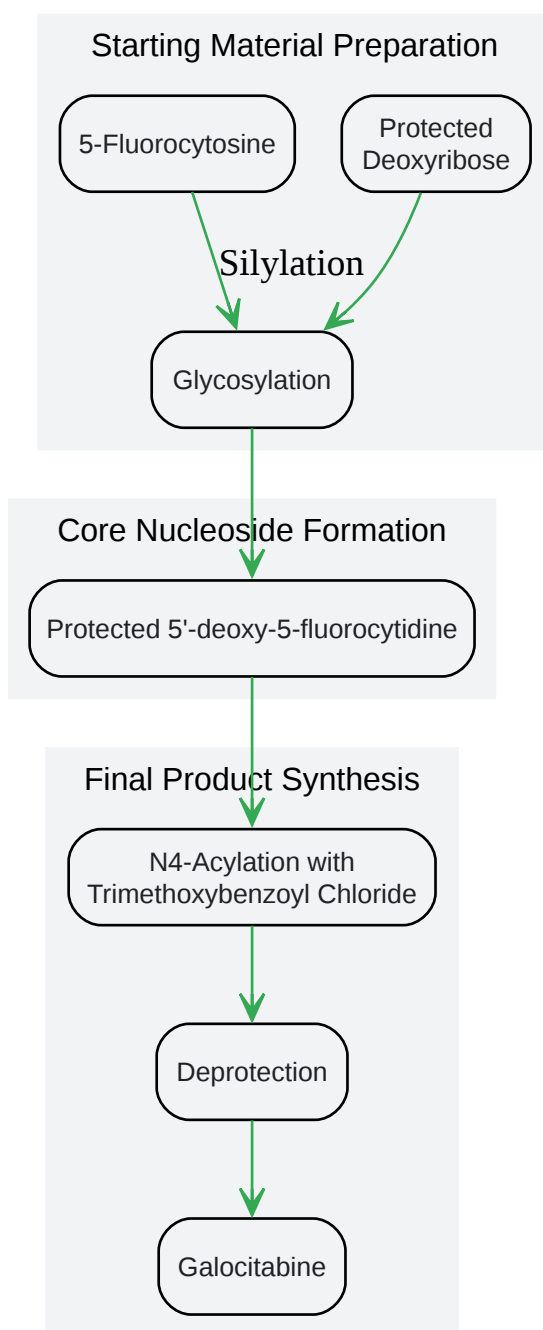 Starting Material Preparation
5-Fluorocytosine
Protected
Deoxyribose
Silylation
Glycosylation
Core Nucleoside Formation
Protected 5'-deoxy-5-fluorocytidine
Final Product Synthesis
N4-Acylation with
Trimethoxybenzoyl Chloride
Deprotection
Galocitabine